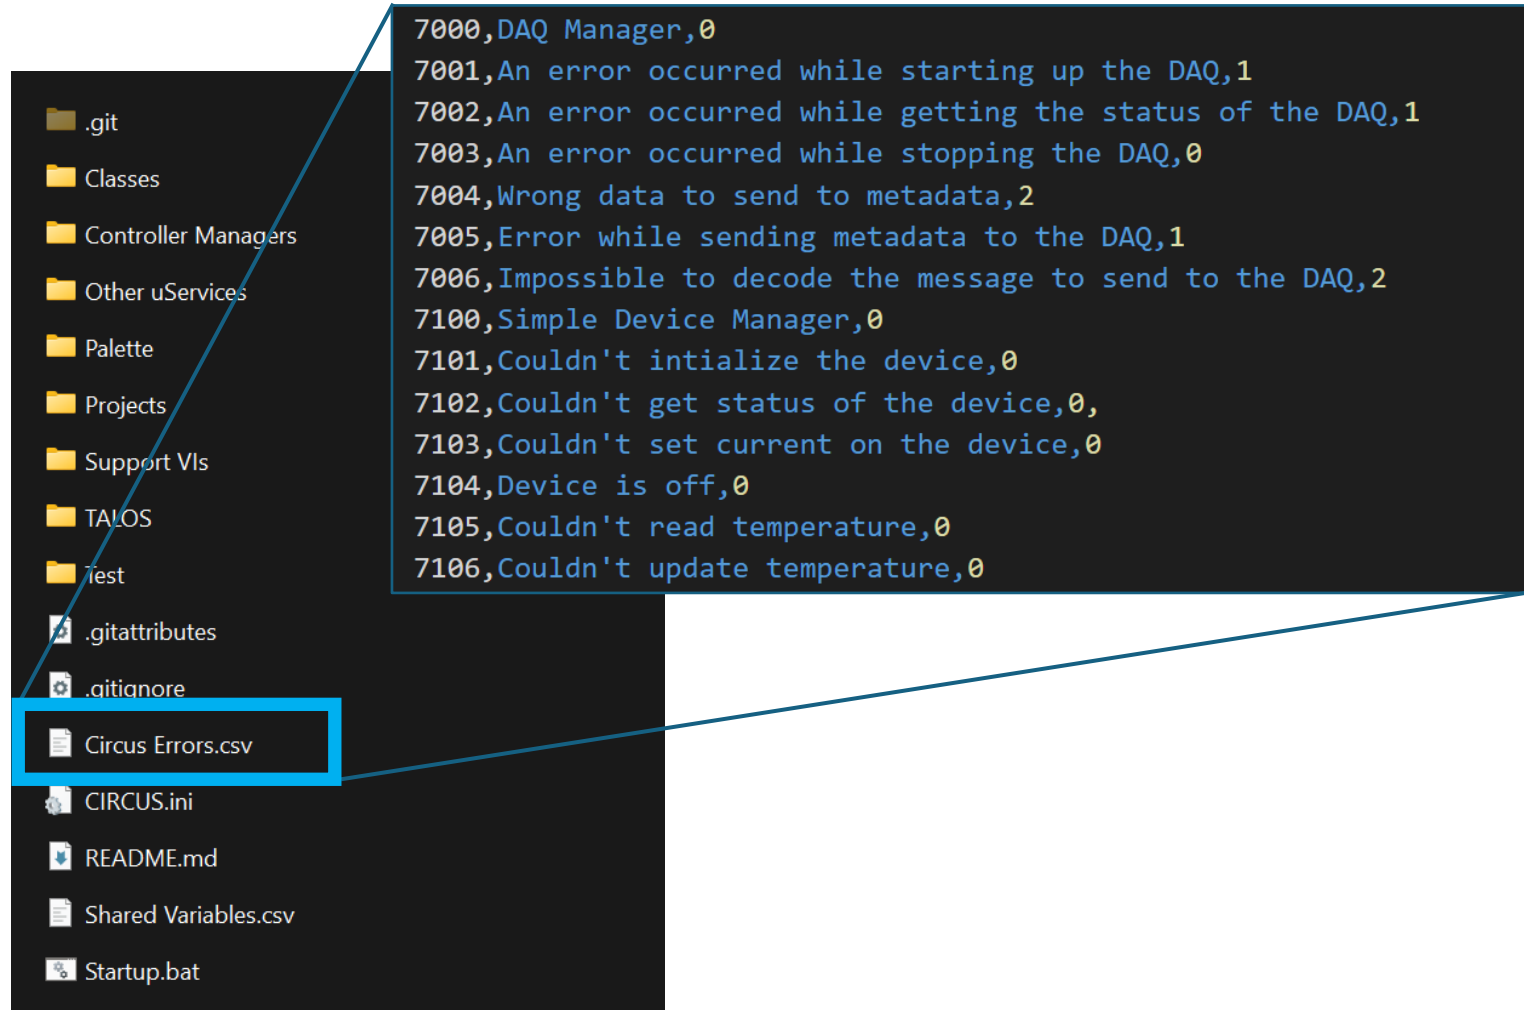 7000,DAQ Manager,0
7001,An error occurred while starting up the DAQ,1
7002,An error occurred while getting the status of the DAQ,1
7003,An error occurred while stopping the DAQ,0
7004,Wrong data to send to metadata,2
7005,Error while sending metadata to the DAQ,1
7006,Impossible to decode the message to send to the DAQ,2
7100,Simple Device Manager,0
7101,Couldn't intialize the device,0
7102,Couldn't get status of the device,0,
7103,Couldn't set current on the device,0
7104,Device is off,0
7105,Couldn't read temperature,0
7106,Couldn't update temperature,0
.git
Classes
Controller Managers
Other uServices
Palette
Projects
Support VIs
TALOS
Test
.gitattributes
.gitignore
Circus Errors.csv
CIRCUS.ini
README.md
Shared Variables.csv
Startup.bat